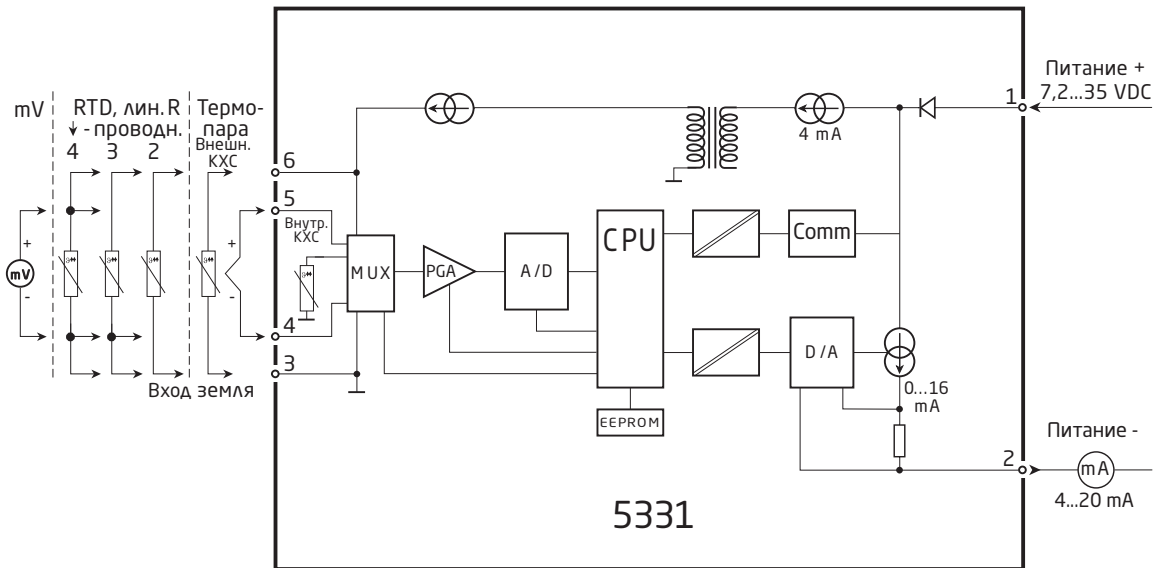 mV
RTD, лин. R
↓ - проводн.
4 3 2
Термо-
пара
Внешн.
КХС
+
-
mV
+
-
Вход земля
6
5
4
3
Внутр.
КХС
MUX
PGA
A/D
CPU
EEPROM
Comm
D/A
4 mA
0...16
mA
1
2
Питание +
7,2...35 VDC
Питание -
mA
4...20 mA
5331